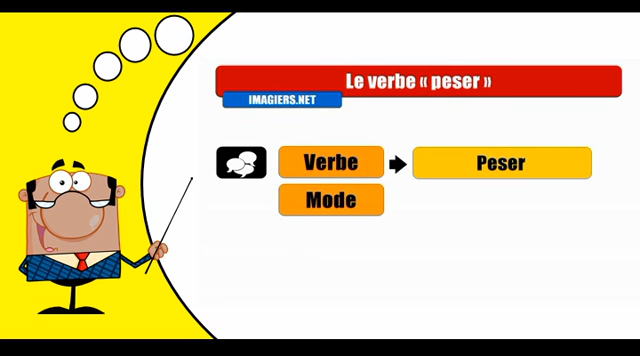 Le verbe « peser »
IMAGIERS.NET
Verbe
Peser
Mode